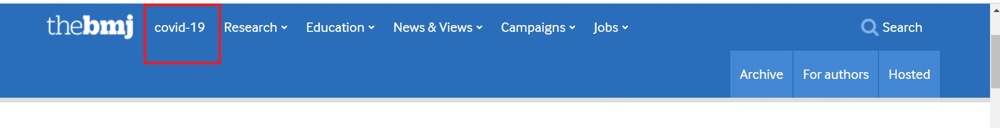 thebmj covid-19 Research Education News & Views Campaigns Jobs Search
Archive For authors Hosted